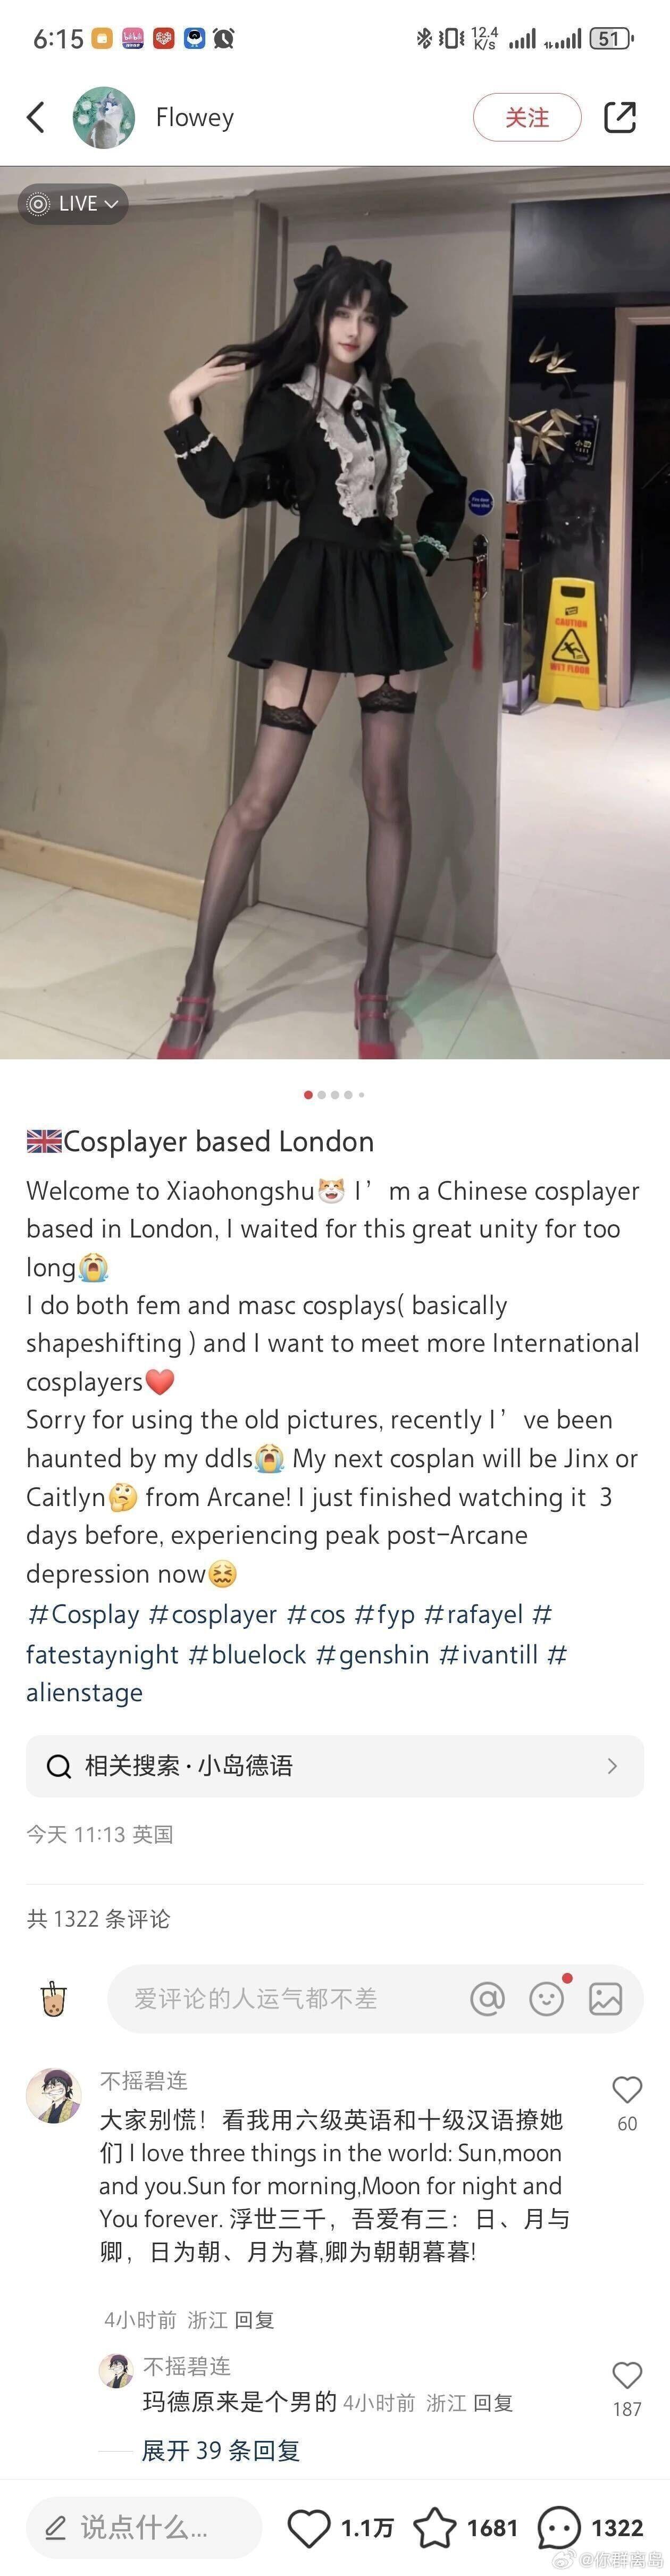 6:15
12.4
K/s
51
Flowey
关注
LIVE
CAUTION
WET FLOOR
🇬🇧Cosplayer based London
Welcome to Xiaohongshu😸 I’m a Chinese cosplayer
based in London, I waited for this great unity for too
long😭
I do both fem and masc cosplays( basically
shapeshifting ) and I want to meet more International
cosplayers❤️
Sorry for using the old pictures, recently I’ve been
haunted by my ddls😭 My next cosplan will be Jinx or
Caitlyn🤔 from Arcane! I just finished watching it 3
days before, experiencing peak post-Arcane
depression now😖
#Cosplay #cosplayer #cos #fyp #rafayel #
fatestaynight #bluelock #genshin #ivantill #
alienstage
相关搜索·小岛德语
今天 11:13 英国
共 1322 条评论
爱评论的人运气都不差
不摇碧连
大家别慌！看我用六级英语和十级汉语撩她
们 I love three things in the world: Sun,moon
and you.Sun for morning,Moon for night and
You forever. 浮世三千，吾爱有三：日、月与
卿，日为朝、月为暮,卿为朝朝暮暮!
60
4小时前 浙江 回复
不摇碧连
玛德原来是个男的 4小时前 浙江 回复
187
展开 39 条回复
说点什么...
1.1万
1681
1322
@你群离岛